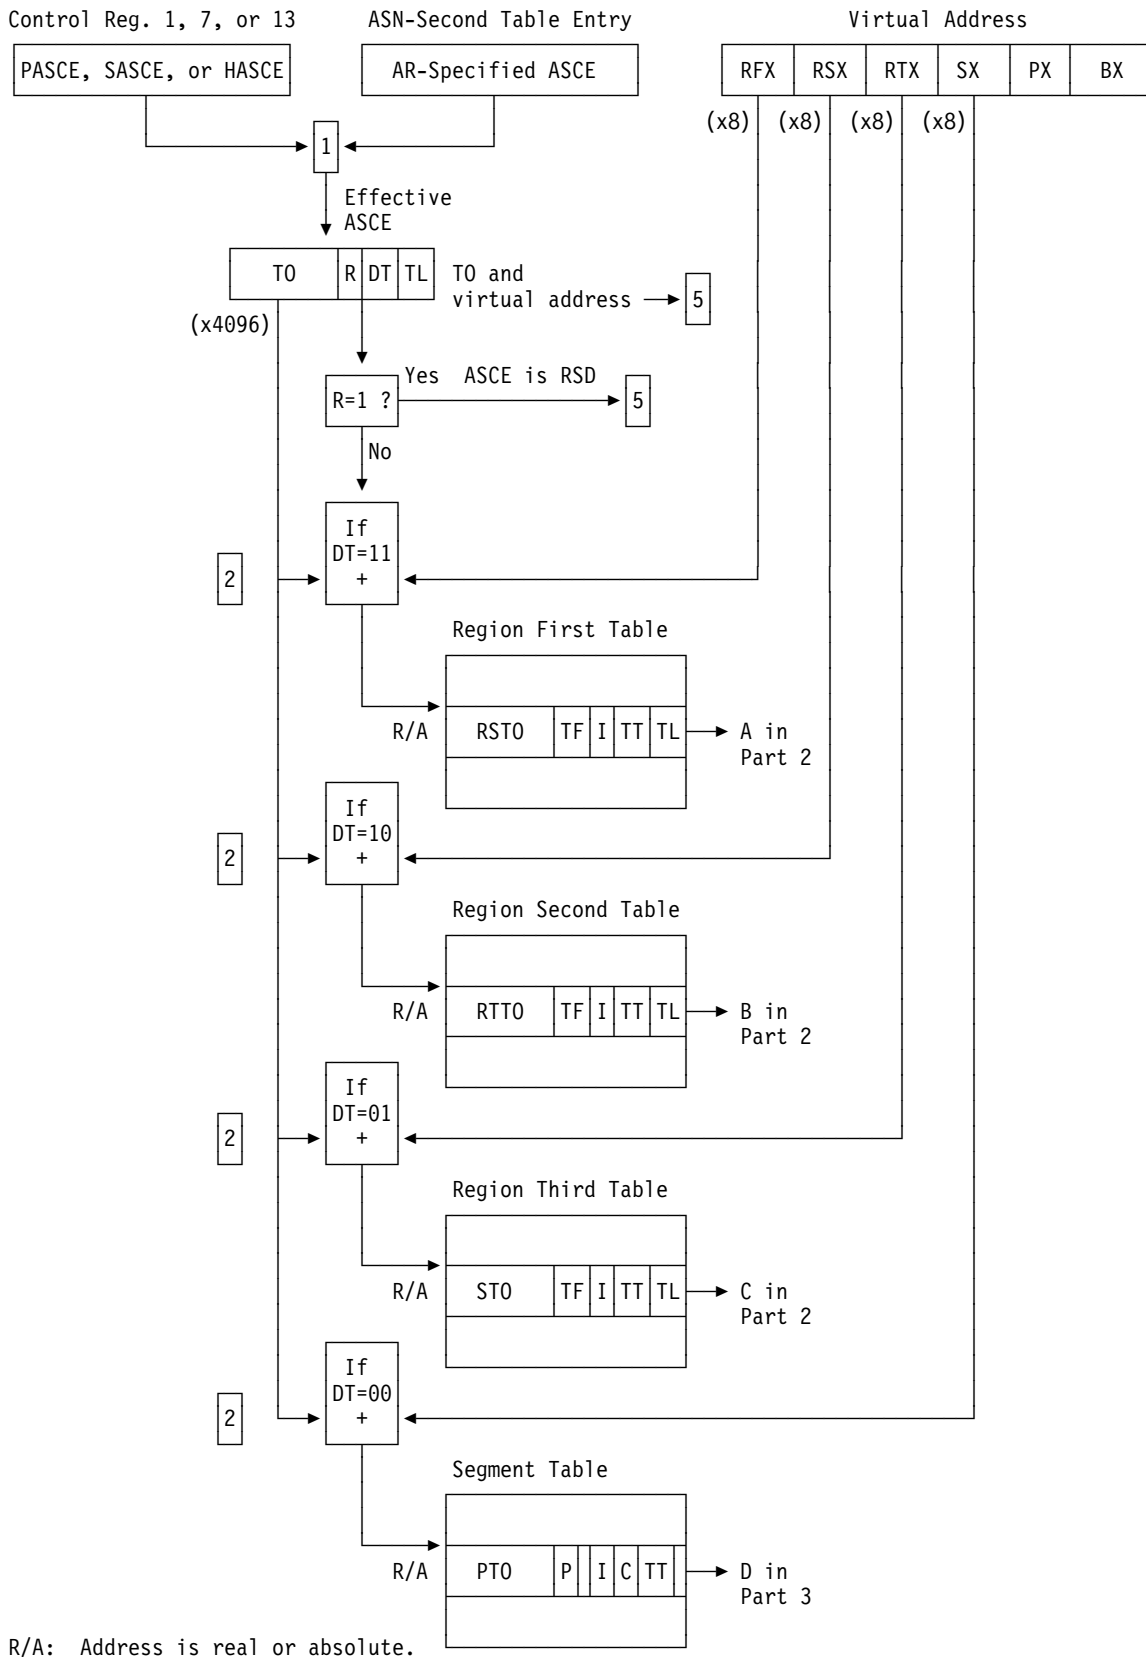 Control Reg. 1, 7, or 13 ASN-Second Table Entry Virtual Address
PASCE, SASCE, or HASCE AR-Specified ASCE RFX RSX RTX SX PX BX
(x8) (x8) (x8) (x8)
1
Effective
ASCE
TO R DT TL TO and
virtual address 5
(x4096)
Yes ASCE is RSD
R=1 ? 5
No
If
DT=11
2 +
Region First Table
R/A RSTO TF I TT TL A in
Part 2
If
DT=10
2 +
Region Second Table
R/A RTTO TF I TT TL B in
Part 2
If
DT=01
2 +
Region Third Table
R/A STO TF I TT TL C in
Part 2
If
DT=00
2 +
Segment Table
R/A PTO P I C TT D in
Part 3
R/A: Address is real or absolute.